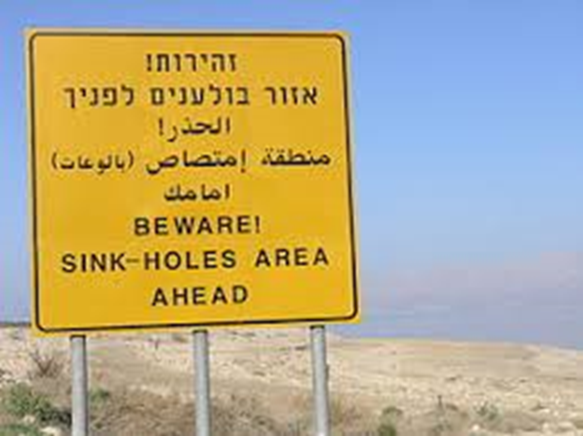 זהירות!
אזור בולענים לפניך
الحذر!
منطقة إمتصاص (بالوعات)
امامك
BEWARE!
SINK-HOLES AREA
AHEAD